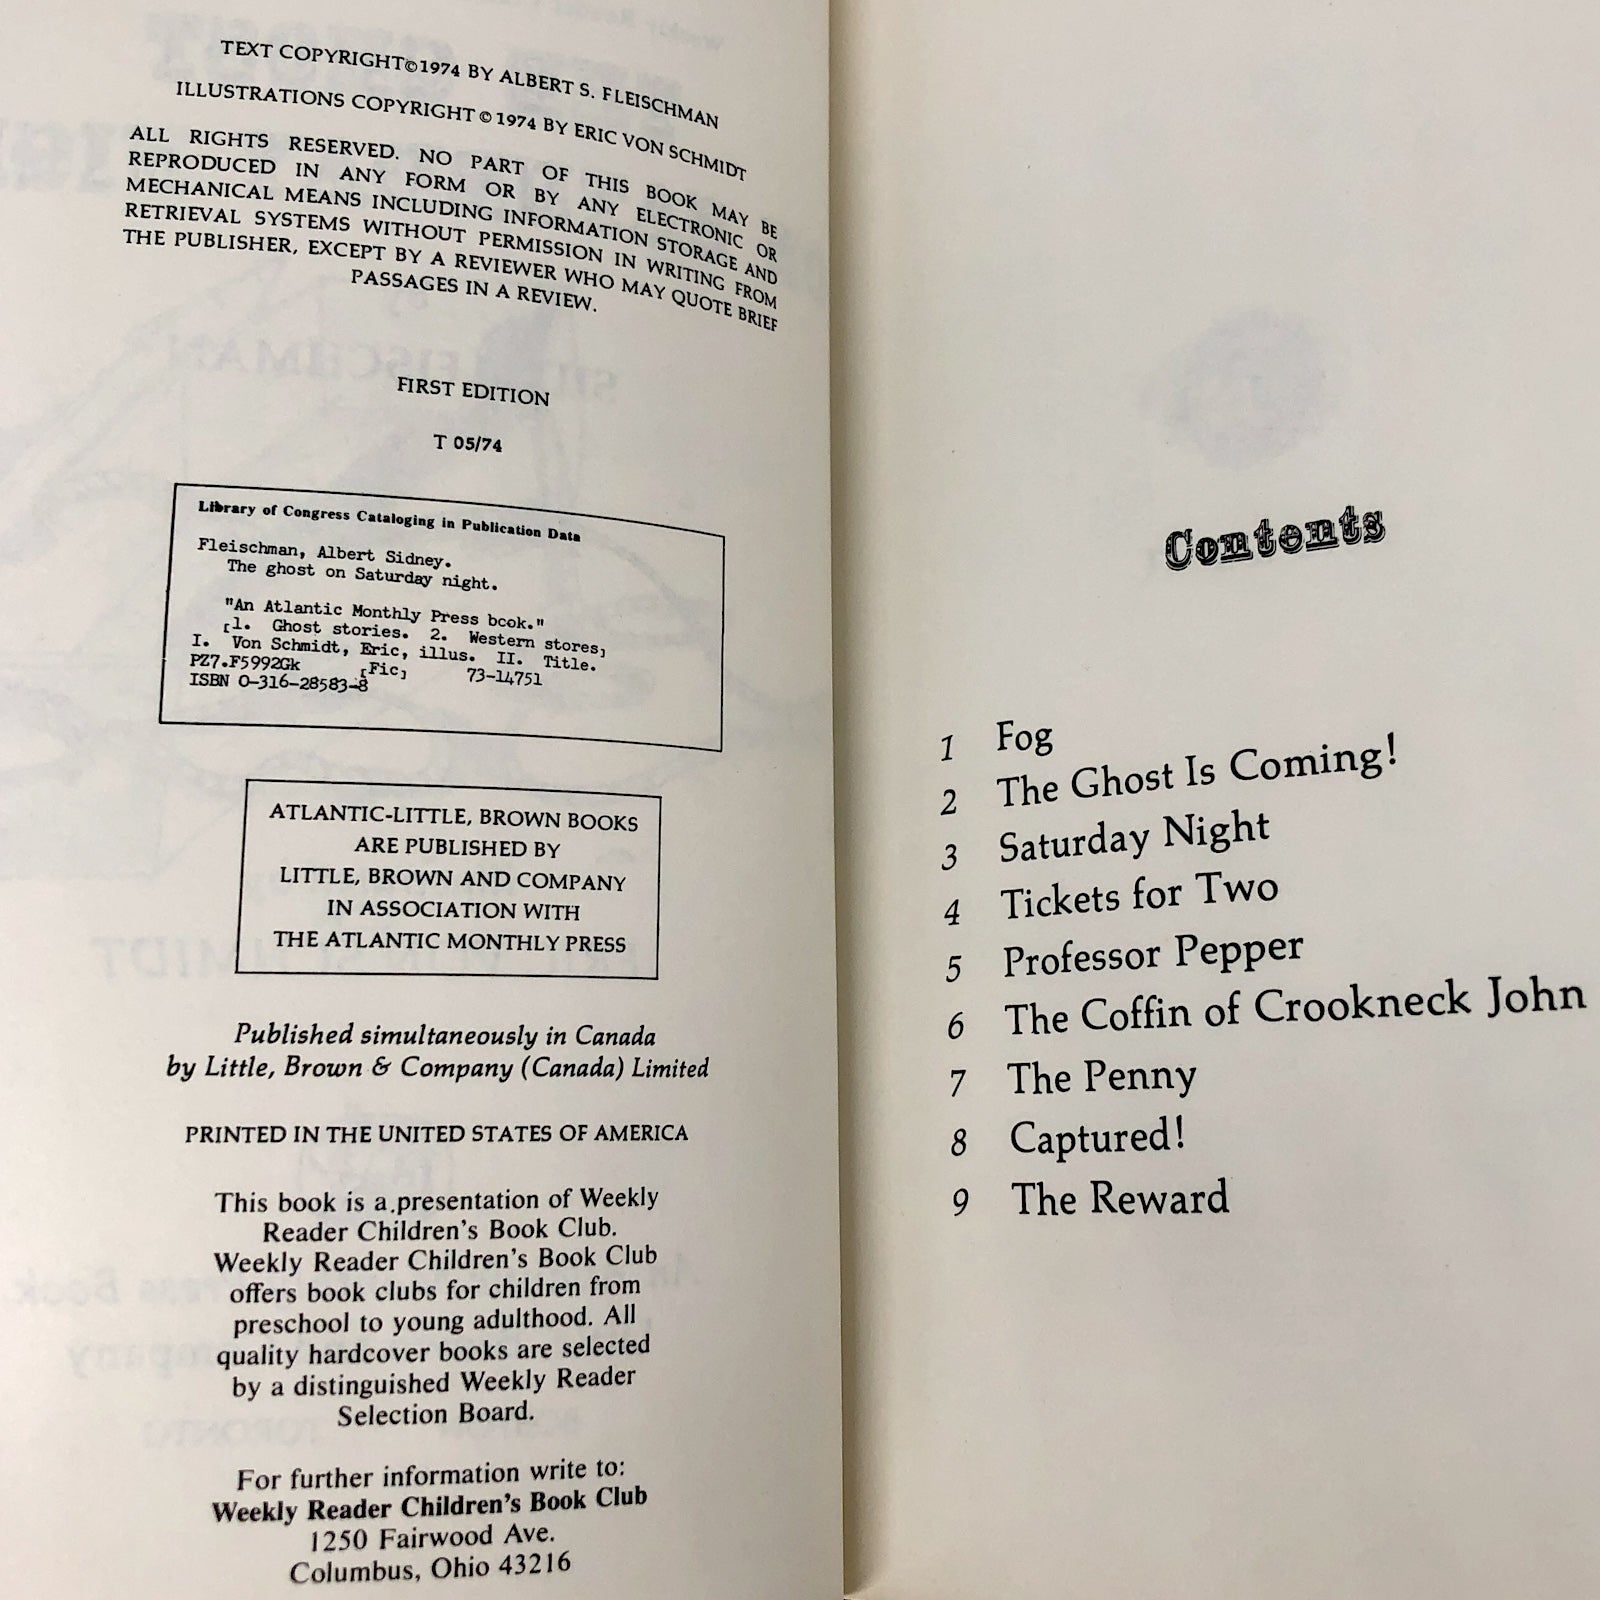 TEXT COPYRIGHT © 1974 BY ALBERT S. FLEISCHMAN
ILLUSTRATIONS COPYRIGHT © 1974 BY ERIC VON SCHMIDT
ALL RIGHTS RESERVED. NO PART OF THIS BOOK MAY BE
REPRODUCED IN ANY FORM OR BY ANY ELECTRONIC OR
MECHANICAL MEANS INCLUDING INFORMATION STORAGE AND
RETRIEVAL SYSTEMS WITHOUT PERMISSION IN WRITING FROM
THE PUBLISHER, EXCEPT BY A REVIEWER WHO MAY QUOTE BRIEF
PASSAGES IN A REVIEW.
FIRST EDITION
T 05/74
Library of Congress Cataloging in Publication Data
Fleischman, Albert Sidney.
The ghost on Saturday night.
"An Atlantic Monthly Press bcok."
[1. Ghost stories. 2. Western stores]
I. Von Schmidt, Eric, illus. II. Title.
PZ7.F5992Gk [Fic] 73-14751
ISBN 0-316-28583-8
ATLANTIC-LITTLE, BROWN BOOKS
ARE PUBLISHED BY
LITTLE, BROWN AND COMPANY
IN ASSOCIATION WITH
THE ATLANTIC MONTHLY PRESS
Published simultaneously in Canada
by Little, Brown & Company (Canada) Limited
PRINTED IN THE UNITED STATES OF AMERICA
This book is a presentation of Weekly
Reader Children's Book Club.
Weekly Reader Children's Book Club
offers book clubs for children from
preschool to young adulthood. All
quality hardcover books are selected
by a distinguished Weekly Reader
Selection Board.
For further information write to:
Weekly Reader Children's Book Club
1250 Fairwood Ave.
Columbus, Ohio 43216
Contents
1 Fog
2 The Ghost Is Coming!
3 Saturday Night
4 Tickets for Two
5 Professor Pepper
6 The Coffin of Crookneck John
7 The Penny
8 Captured!
9 The Reward